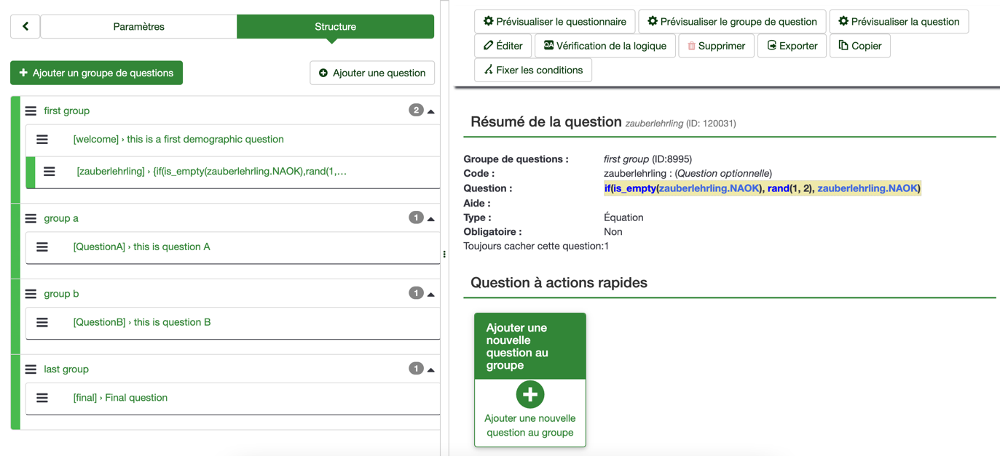 Paramètres
Structure
Ajouter un groupe de questions
Ajouter une question
first group
2
[welcome] › this is a first demographic question
[zauberlehrling] › {if(is_empty(zauberlehrling.NAOK),rand(1,...
group a
1
[QuestionA] › this is question A
group b
1
[QuestionB] › this is question B
last group
1
[final] › Final question
Prévisualiser le questionnaire
Prévisualiser le groupe de question
Prévisualiser la question
Éditer
QA Vérification de la logique
Supprimer
Exporter
Copier
Fixer les conditions
Résumé de la question zauberlehrling (ID: 120031)
Groupe de questions : first group (ID:8995)
Code : zauberlehrling : (Question optionnelle)
Question : if(is_empty(zauberlehrling.NAOK), rand(1, 2), zauberlehrling.NAOK)
Aide :
Type : Équation
Obligatoire : Non
Toujours cacher cette question:1
Question à actions rapides
Ajouter une
nouvelle
question au
groupe
Ajouter une nouvelle
question au groupe